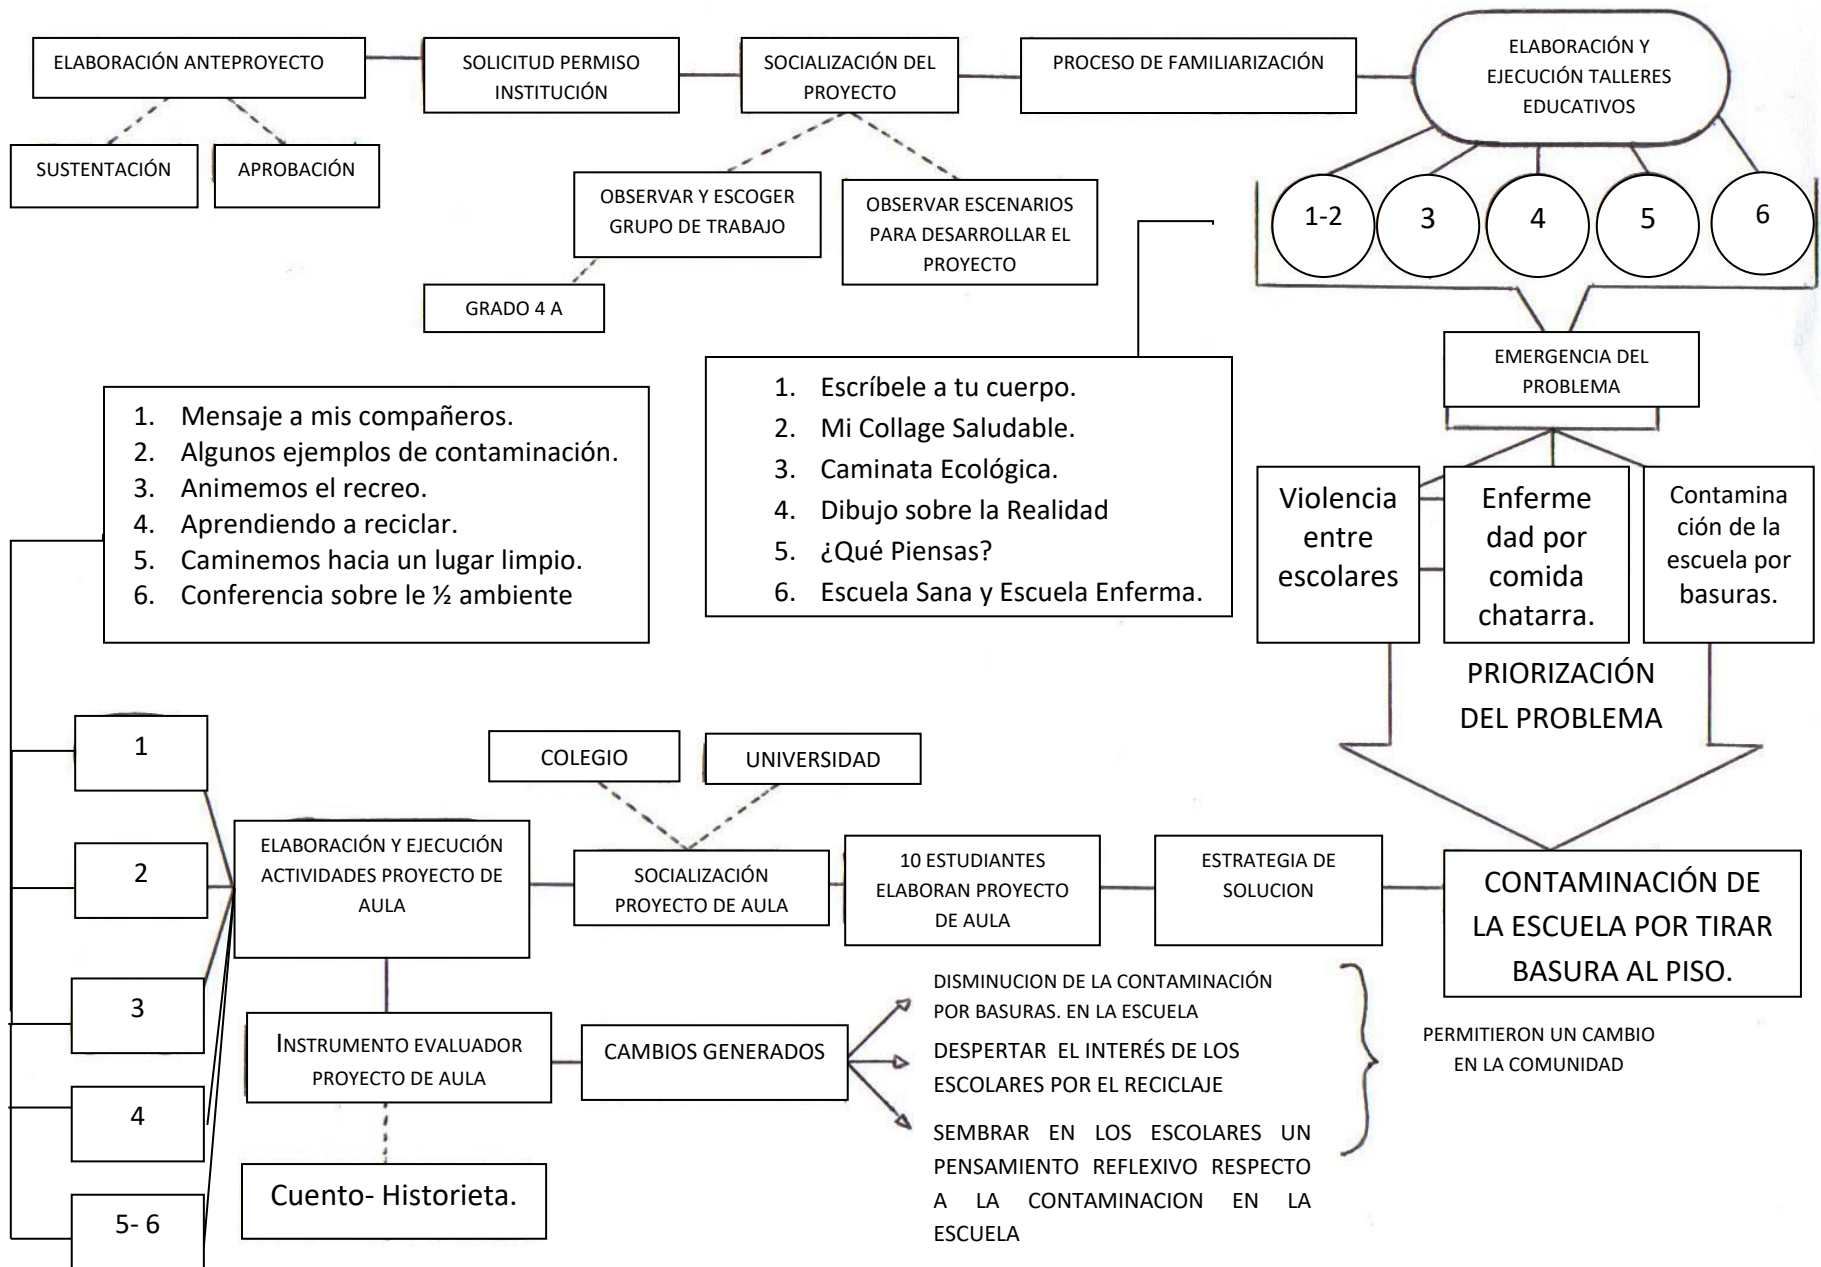 ELABORACIÓN ANTEPROYECTO
SOLICITUD PERMISO
INSTITUCIÓN
SOCIALIZACIÓN DEL
PROYECTO
PROCESO DE FAMILIARIZACIÓN
ELABORACIÓN Y
EJECUCIÓN TALLERES
EDUCATIVOS
SUSTENTACIÓN
APROBACIÓN
OBSERVAR Y ESCOGER
GRUPO DE TRABAJO
OBSERVAR ESCENARIOS
PARA DESARROLLAR EL
PROYECTO
GRADO 4 A
1-2
3
4
5
6
EMERGENCIA DEL
PROBLEMA
1. Mensaje a mis compañeros.
2. Algunos ejemplos de contaminación.
3. Animemos el recreo.
4. Aprendiendo a reciclar.
5. Caminemos hacia un lugar limpio.
6. Conferencia sobre le ½ ambiente
1. Escríbele a tu cuerpo.
2. Mi Collage Saludable.
3. Caminata Ecológica.
4. Dibujo sobre la Realidad
5. ¿Qué Piensas?
6. Escuela Sana y Escuela Enferma.
Violencia
entre
escolares
Enferme
dad por
comida
chatarra.
Contamina
ción de la
escuela por
basuras.
PRIORIZACIÓN
DEL PROBLEMA
1
2
3
4
5- 6
COLEGIO
UNIVERSIDAD
ELABORACIÓN Y EJECUCIÓN
ACTIVIDADES PROYECTO DE
AULA
SOCIALIZACIÓN
PROYECTO DE AULA
10 ESTUDIANTES
ELABORAN PROYECTO
DE AULA
ESTRATEGIA DE
SOLUCION
CONTAMINACIÓN DE
LA ESCUELA POR TIRAR
BASURA AL PISO.
INSTRUMENTO EVALUADOR
PROYECTO DE AULA
CAMBIOS GENERADOS
DISMINUCION DE LA CONTAMINACIÓN
POR BASURAS. EN LA ESCUELA
DESPERTAR EL INTERÉS DE LOS
ESCOLARES POR EL RECICLAJE
SEMBRAR EN LOS ESCOLARES UN
PENSAMIENTO REFLEXIVO RESPECTO
A LA CONTAMINACION EN LA
ESCUELA
PERMITIERON UN CAMBIO
EN LA COMUNIDAD
Cuento- Historieta.